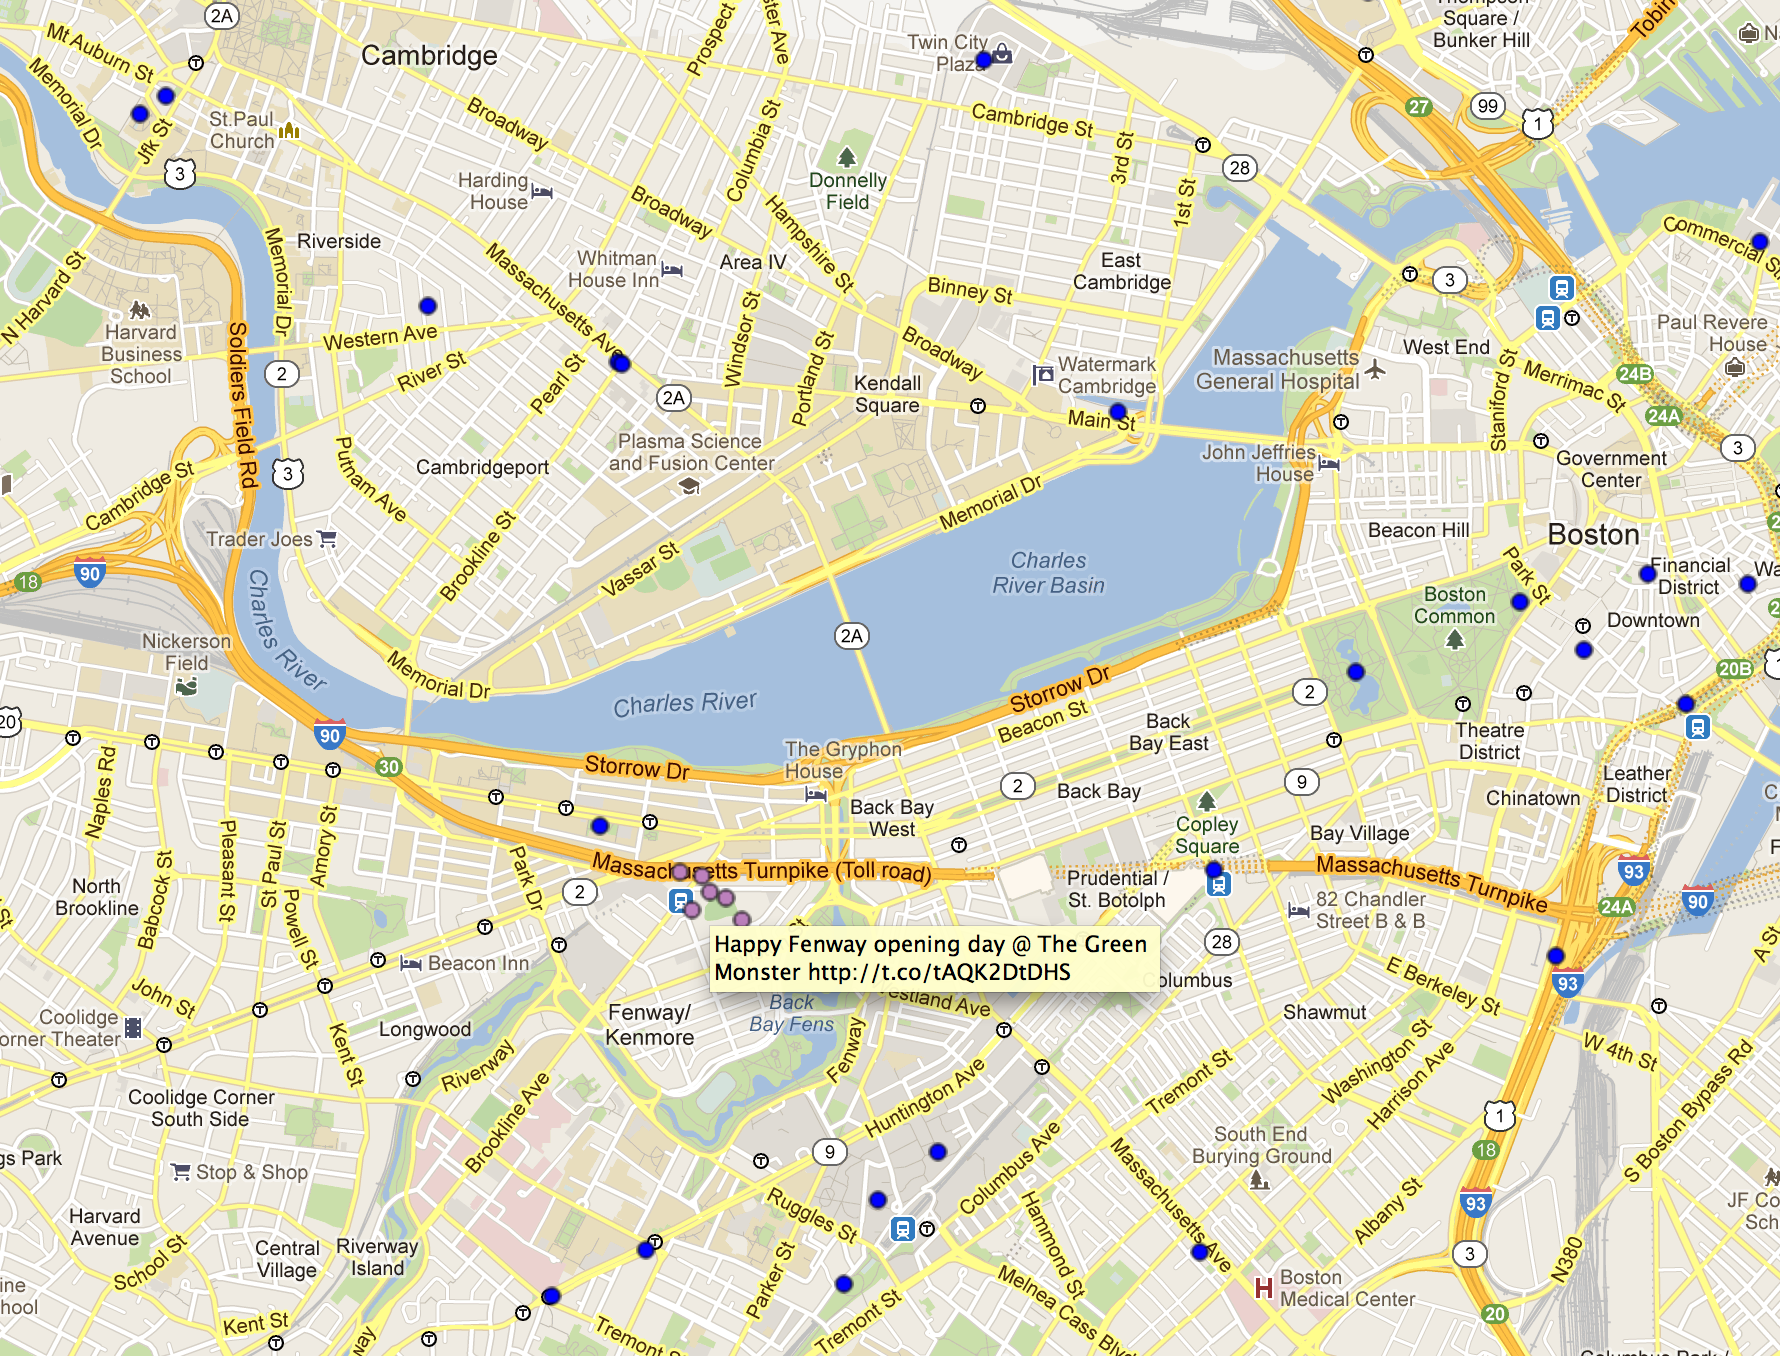 2A
Mt Auburn St
Cambridge
Prospect
Twin City
Plaza
Square /
Bunker Hill
Tobin
Memorial Dr
Jfk St
St.Paul
Church
3
Broadway
Columbia St
Cambridge St
3rd St
27
99
1
28
Harding
House
Donnelly
Field
1st St
Riverside
Memorial Dr
Massachusetts Ave
Broadway
Hampshire St
Whitman
House Inn
Area IV
East
Cambridge
Commercial St
N Harvard St
Harvard
Business
School
Soldiers Field Rd
Western Ave
River St
Pearl St
Windsor St
Portland St
Binney St
Broadway
3
Watermark
Cambridge
Massachusetts
General Hospital
West End
Paul Revere
House
Staniford St
Merrimac St
24B
24A
3
2
2A
Kendall
Square
Main St
Plasma Science
and Fusion Center
Cambridgeport
Putnam Ave
3
Cambridge St
Trader Joes
Brookline St
Vassar St
Memorial Dr
John Jeffries
House
Government
Center
Beacon Hill
Boston
Park St
18
90
Charles River
Charles
River Basin
Boston
Common
Financial
District
Wa
Downtown
20B
Nickerson
Field
Memorial Dr
2A
Charles River
Storrow Dr
Beacon St
2
Back
Bay East
Theatre
District
20
90
30
Naples Rd
Storrow Dr
The Gryphon
House
Back Bay
West
2
Back Bay
9
Chinatown
Leather
District
Pleasant St
St Paul St
Amory St
Copley
Square
Bay Village
Massachusetts Turnpike (Toll road)
Massachusetts Turnpike
93
90
24A
North
Brookline
Babcock St
Powell St
Park Dr
2
Prudential /
St. Botolph
82 Chandler
Street B & B
28
A St
Happy Fenway opening day @ The Green
Monster http://t.co/tAQK2DtDHS
Columbus
Beacon Inn
John St
Coolidge
orner Theater
Longwood
Kent St
Fenway/
Kenmore
Back
Bay Fens
estland Ave
Fenway
E Berkeley St
93
Shawmut
W 4th St
Riverway
Coolidge Corner
South Side
Brookline Ave
Huntington Ave
Tremont St
Washington St
Harrison Ave
1
S Boston Bypass Rd
gs Park
Stop & Shop
9
Columbus Ave
Massachusetts Ave
South End
Burying Ground
18
93
JF Co
Sch
Harvard
Avenue
School St
Central
Village
Riverway
Island
Ruggles St
Parker St
Hammond St
Albany St
3
N380
ine
hool
Kent St
way
Tremont St
Tremont St
Melnea Cass Blvd
Boston
Medical Center
20
Columbus Park /